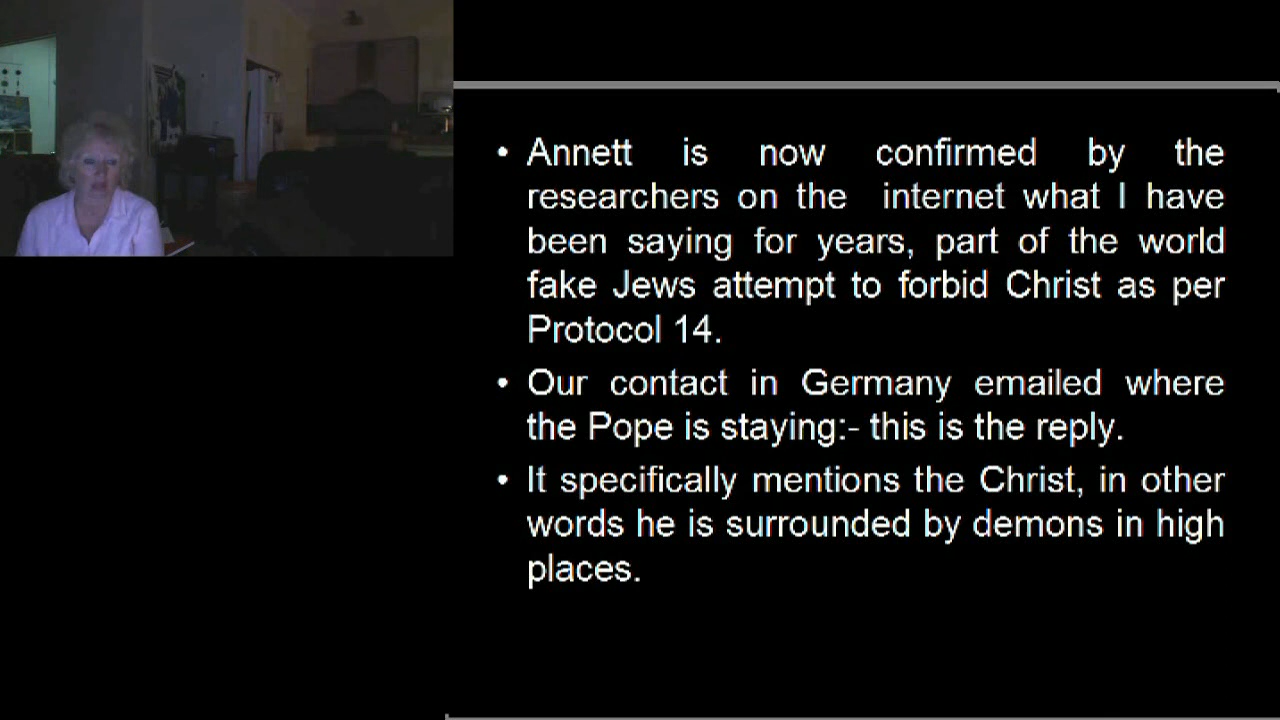 • Annett is now confirmed by the
researchers on the internet what I have
been saying for years, part of the world
fake Jews attempt to forbid Christ as per
Protocol 14.
• Our contact in Germany emailed where
the Pope is staying:- this is the reply.
• It specifically mentions the Christ, in other
words he is surrounded by demons in high
places.